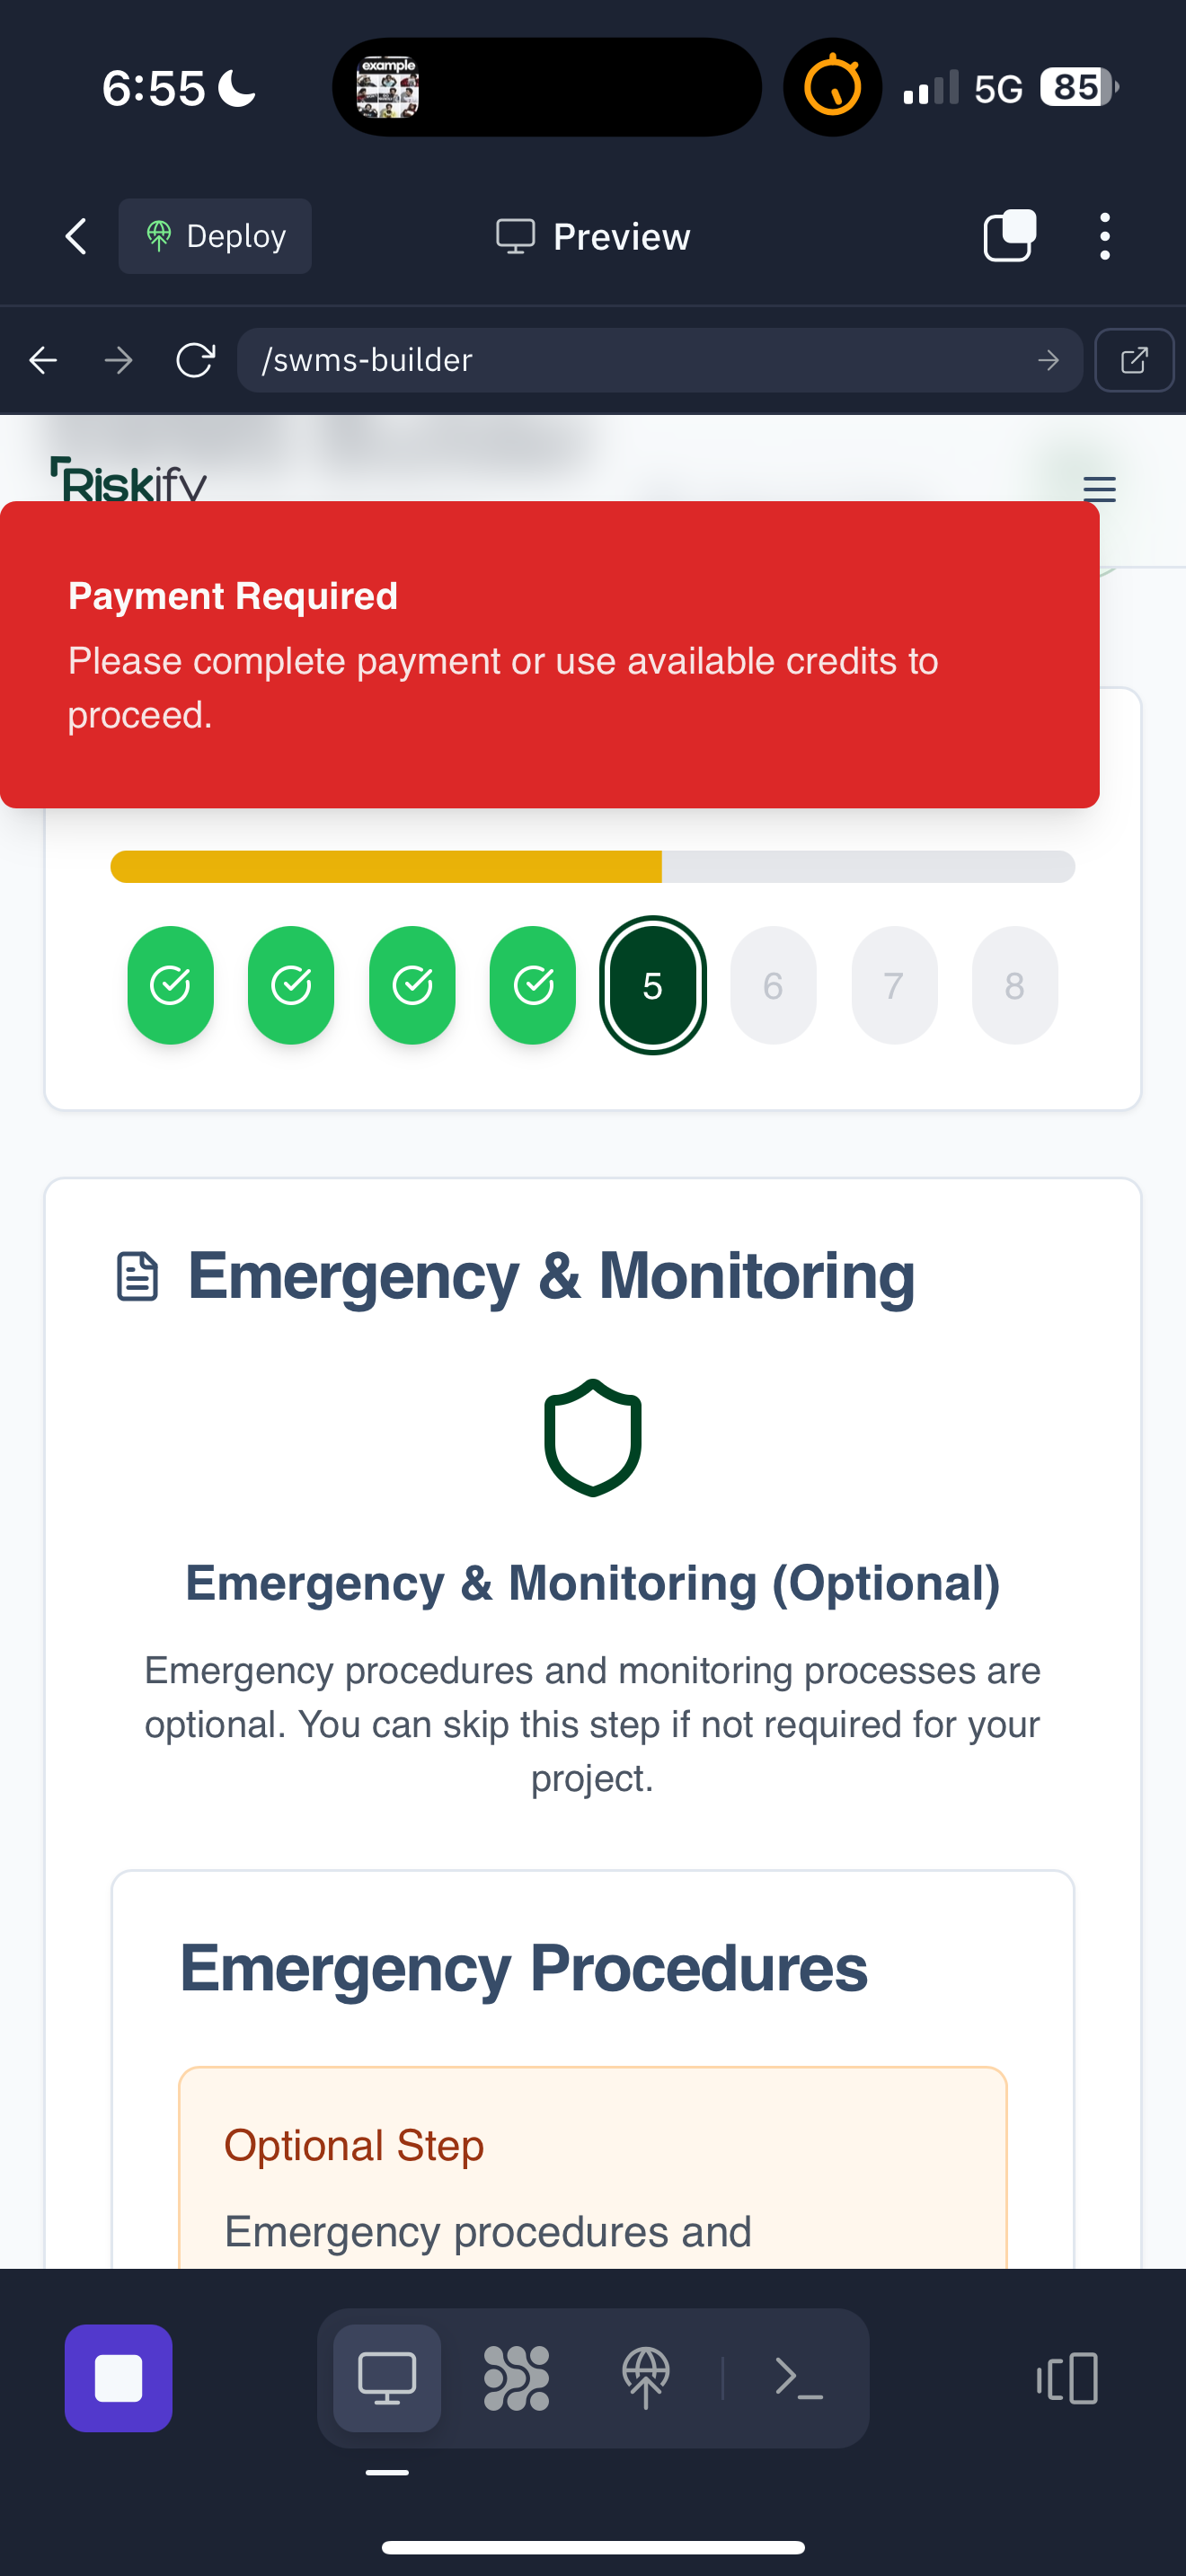 6:55
example
5G
85
Deploy
Preview
/swms-builder
Riskify
Payment Required
Please complete payment or use available credits to
proceed.
5
6
7
8
Emergency & Monitoring
Emergency & Monitoring (Optional)
Emergency procedures and monitoring processes are
optional. You can skip this step if not required for your
project.
Emergency Procedures
Optional Step
Emergency procedures and